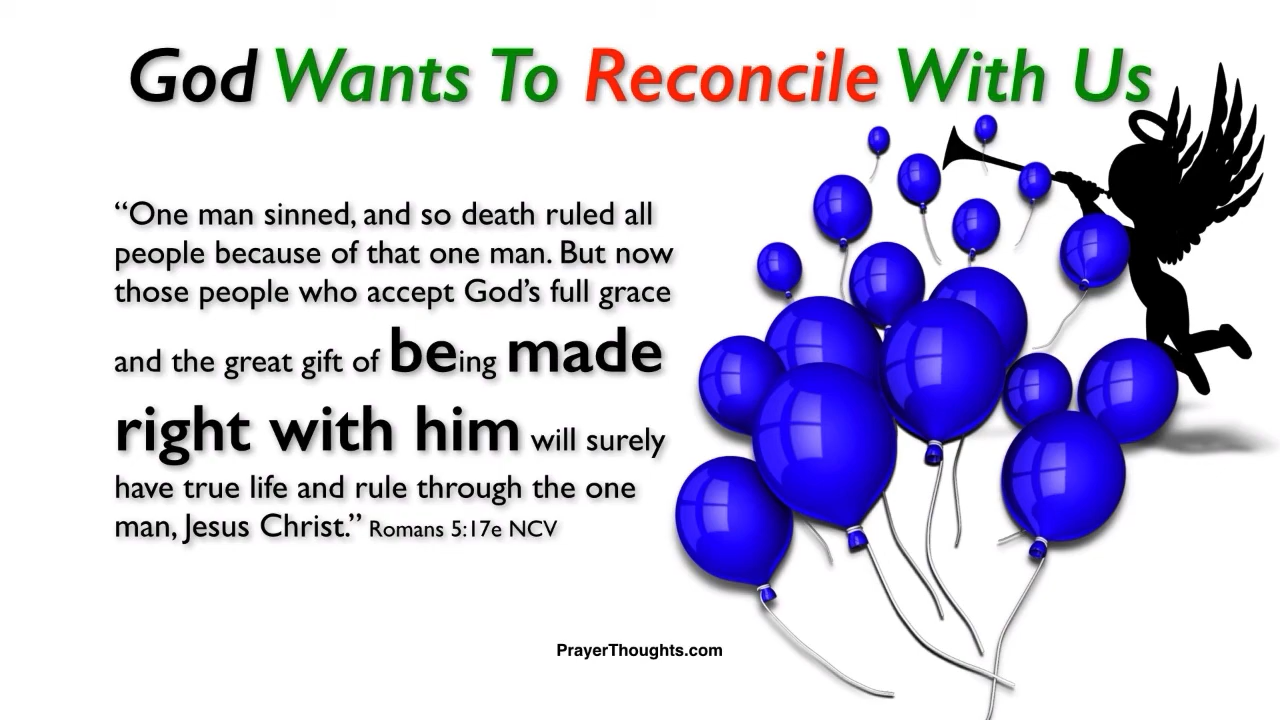 God Wants To Reconcile With Us
“One man sinned, and so death ruled all
people because of that one man. But now
those people who accept God’s full grace
and the great gift of being made
right with him will surely
have true life and rule through the one
man, Jesus Christ.” Romans 5:17e NCV
PrayerThoughts.com